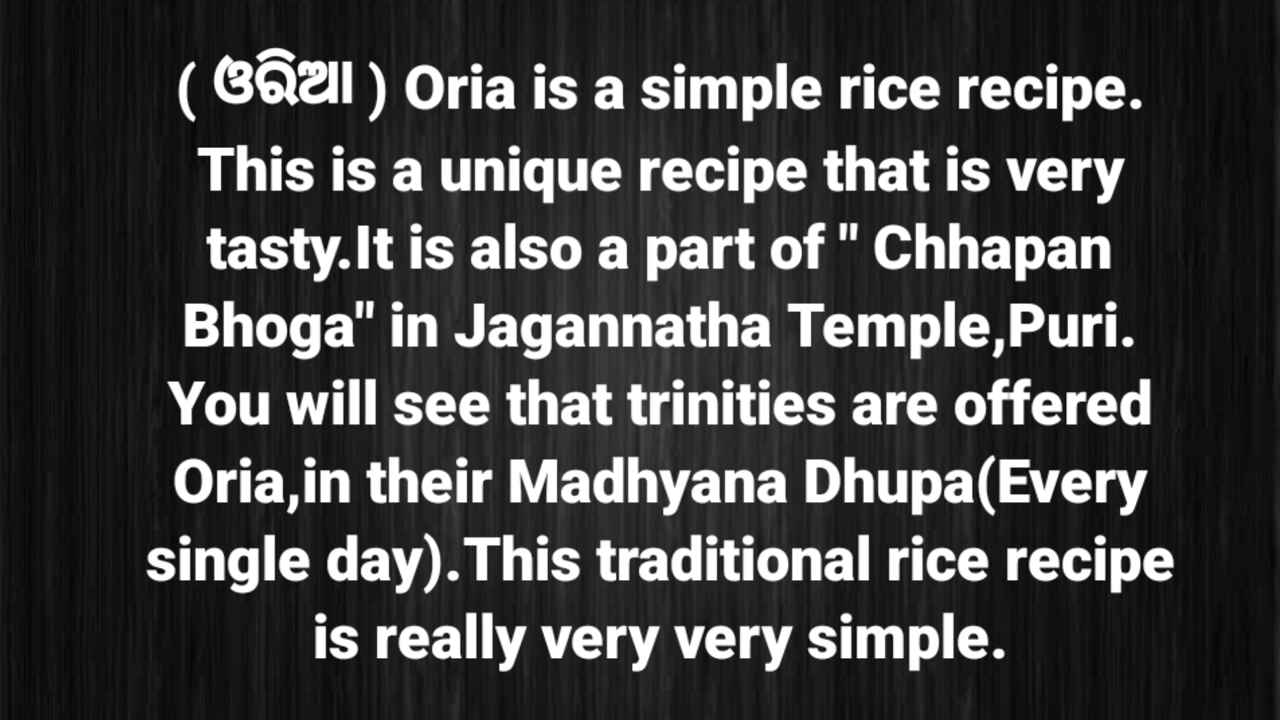 ( ଓରିଆ ) Oria is a simple rice recipe.
This is a unique recipe that is very
tasty.It is also a part of " Chhapan
Bhoga" in Jagannatha Temple,Puri.
You will see that trinities are offered
Oria,in their Madhyana Dhupa(Every
single day).This traditional rice recipe
is really very very simple.